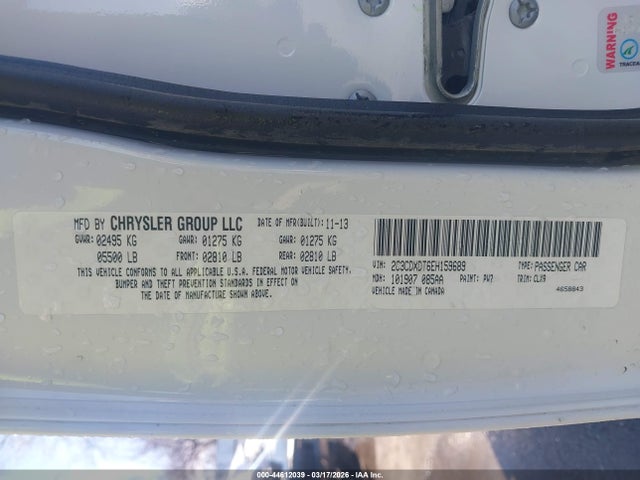 WARNING
TRACEA
MFD BY CHRYSLER GROUP LLC DATE OF MFR(BUILT): 11-13
GVWR: 02495 KG GAWR: 01275 KG GAWR: 01275 KG
05500 LB FRONT: 02810 LB REAR: 02810 LB
THIS VEHICLE CONFORMS TO ALL APPLICABLE FEDERAL MOTOR VEHICLE SAFETY,
BUMPER AND THEFT PREVENTION STANDARDS IN EFFECT ON
THE DATE OF MANUFACTURE SHOWN ABOVE.
VIN: 2C3CDXDT6EH159689 TYPE: PASSENGER CAR
MDH: 101907 085AA PAINT: PW7 TRIM: CLX9
VEHICLE MADE IN CANADA 4658843
000-44612039 - 03/17/2026 - IAA Inc.